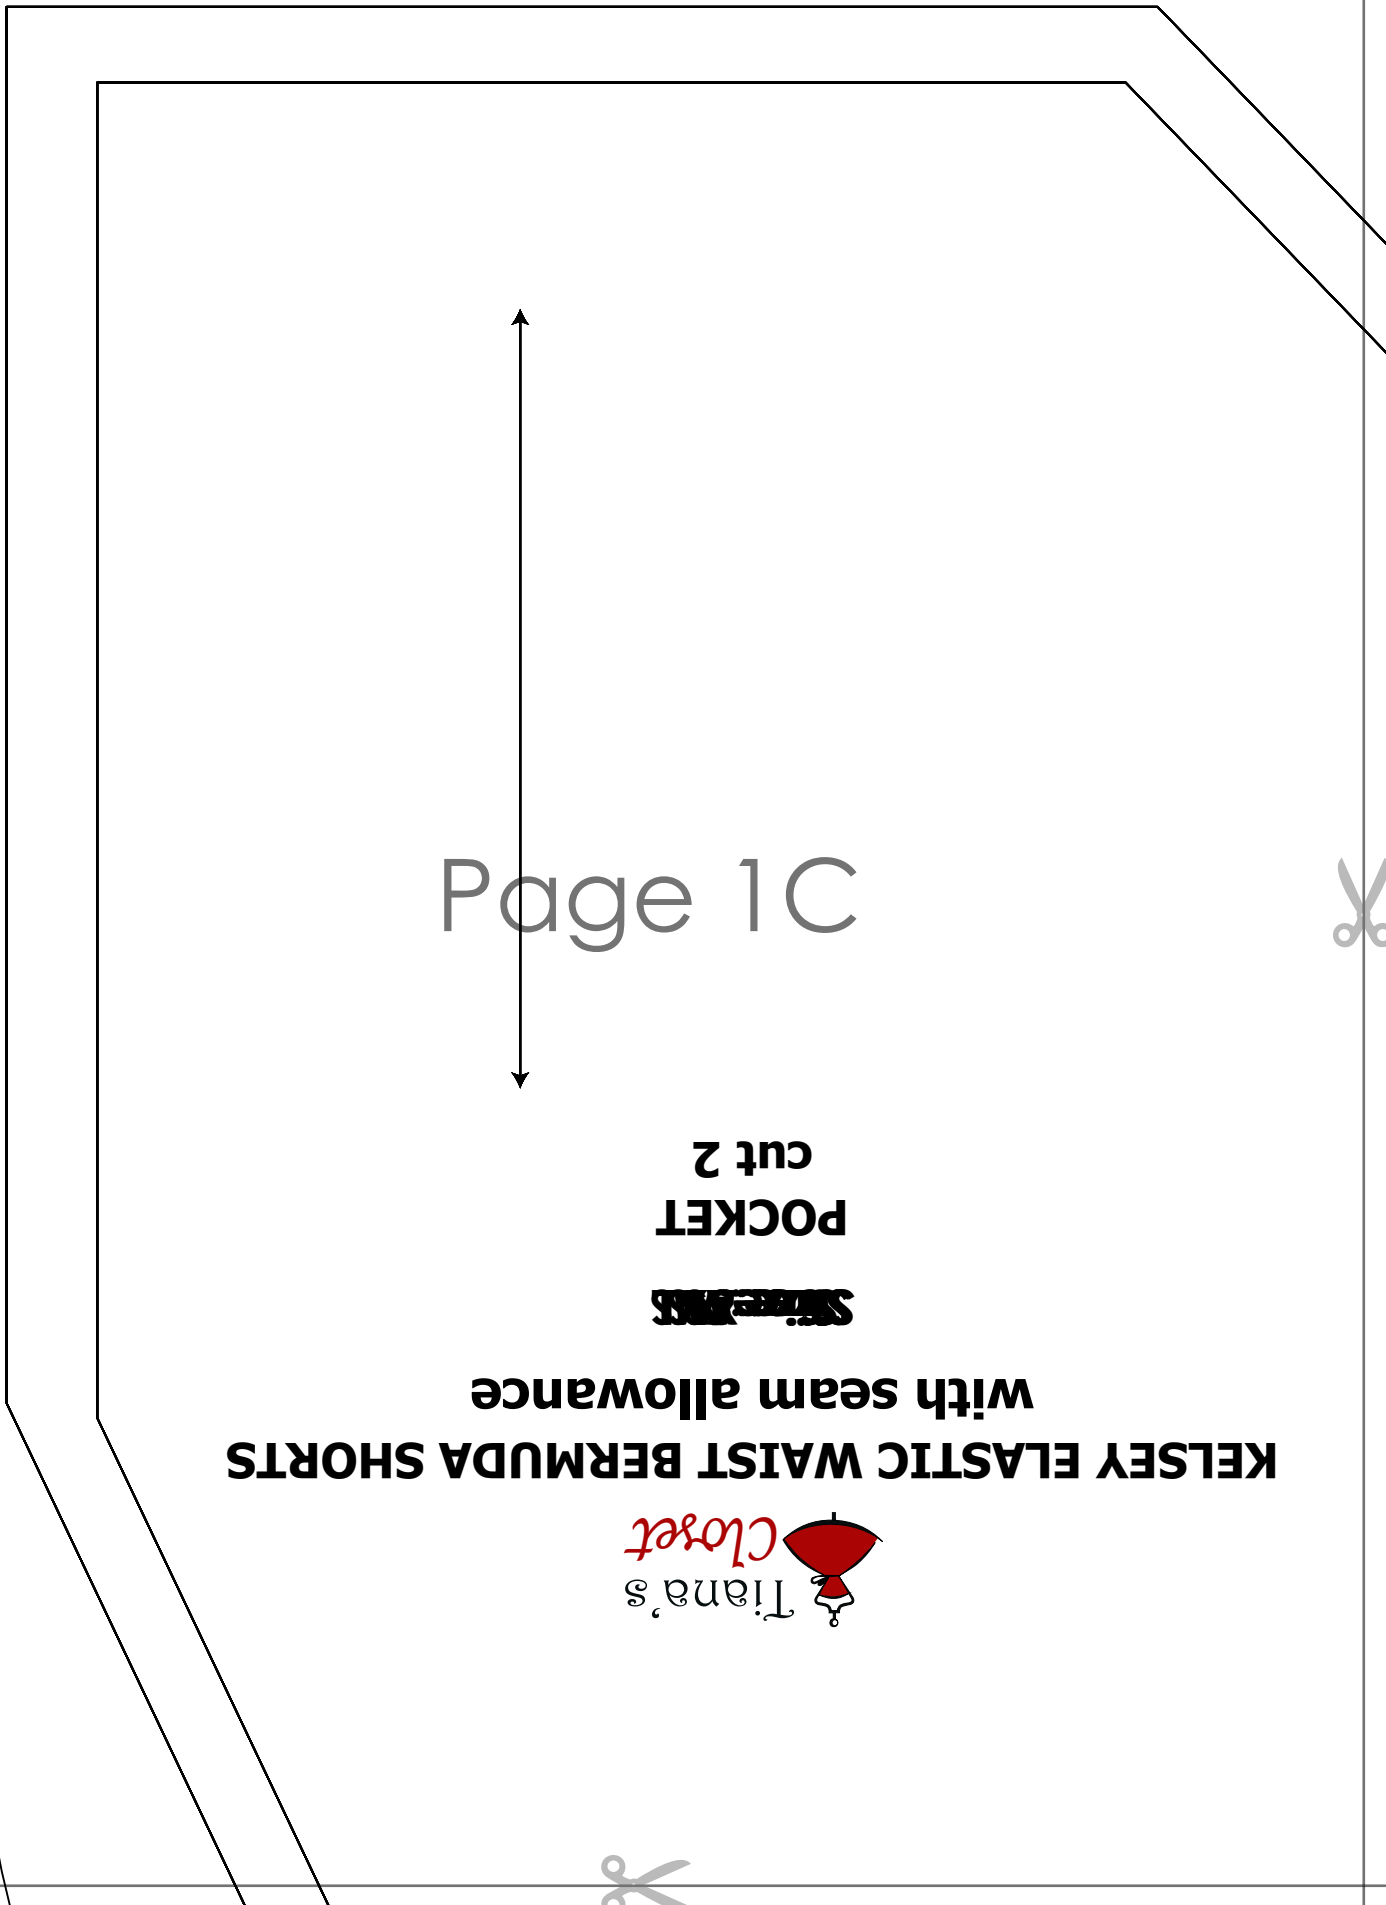 Page 1C
Tiana's
Closet
KELSEY ELASTIC WAIST BERMUDA SHORTS
with seam allowance
POCKET
cut 2